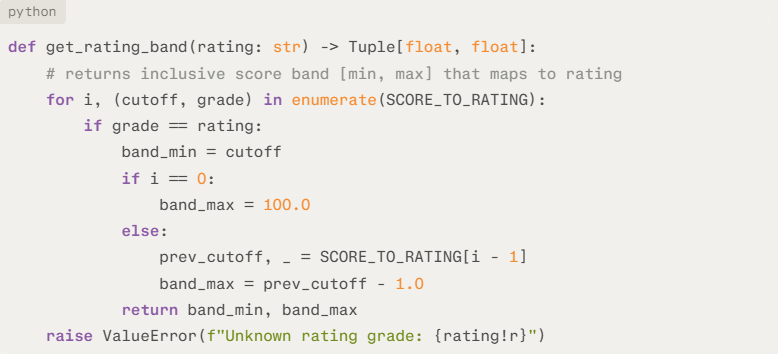 python
def get_rating_band(rating: str) -> Tuple[float, float]:
    # returns inclusive score band [min, max] that maps to rating
    for i, (cutoff, grade) in enumerate(SCORE_TO_RATING):
        if grade == rating:
            band_min = cutoff
            if i == 0:
                band_max = 100.0
            else:
                prev_cutoff, _ = SCORE_TO_RATING[i - 1]
                band_max = prev_cutoff - 1.0
            return band_min, band_max
    raise ValueError(f"Unknown rating grade: {rating!r}")